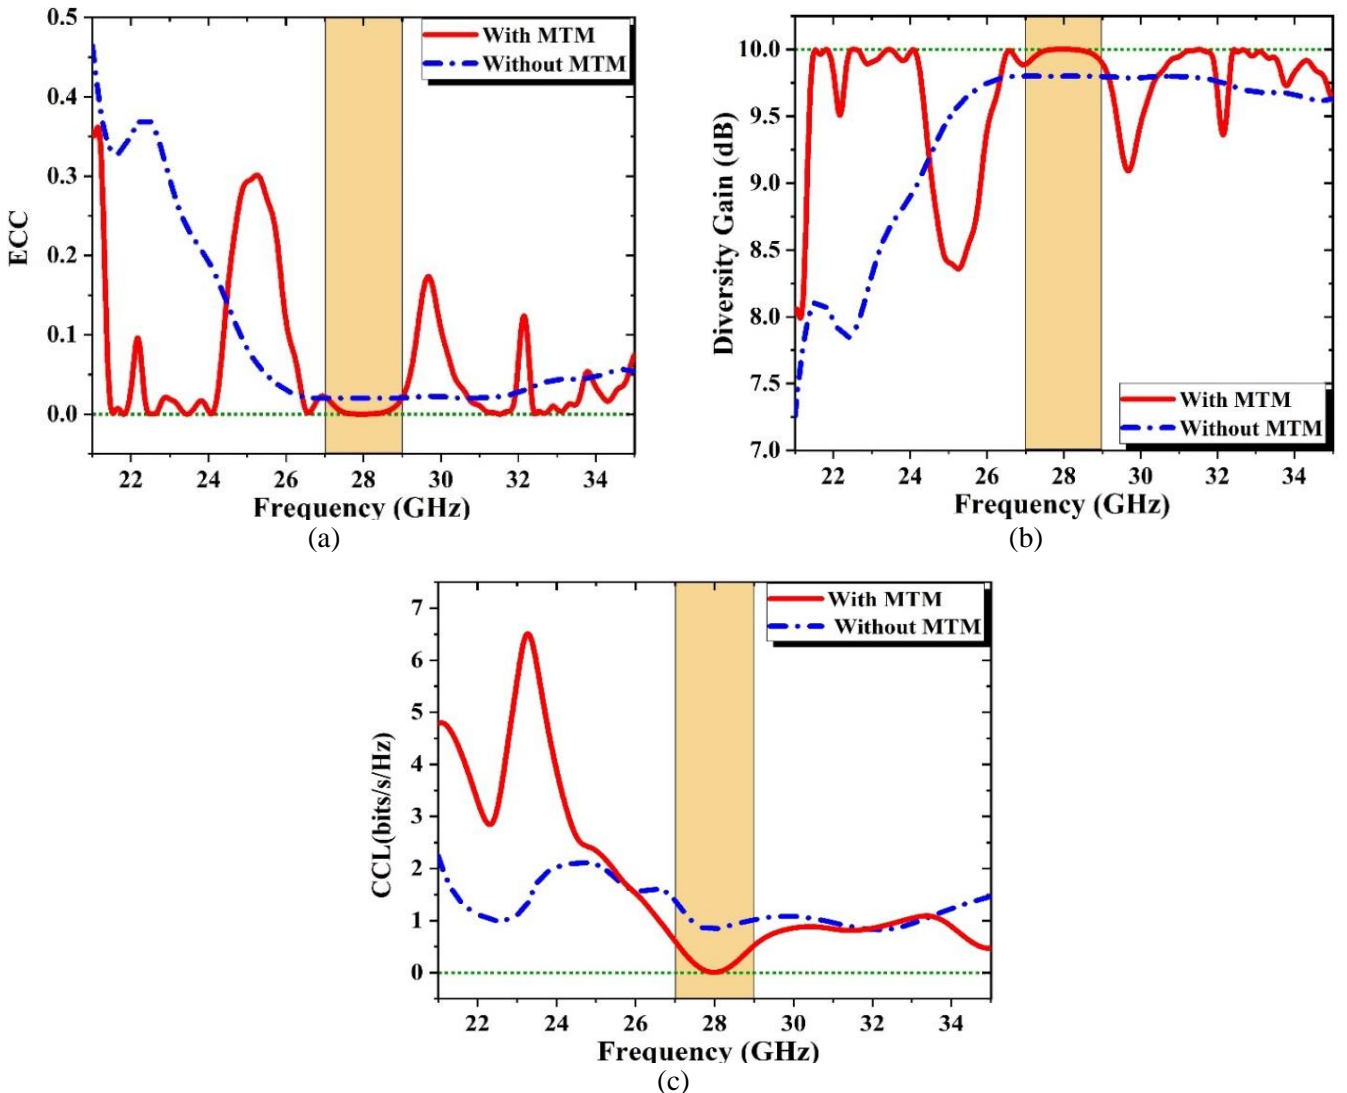 0.5
0.4
0.3
0.2
0.1
0.0
ECC
With MTM
Without MTM
22 24 26 28 30 32 34
Frequency (GHz)
(a)
10.0
9.5
9.0
8.5
8.0
7.5
7.0
Diversity Gain (dB)
With MTM
Without MTM
22 24 26 28 30 32 34
Frequency (GHz)
(b)
7
6
5
4
3
2
1
0
CCL(bits/s/Hz)
With MTM
Without MTM
22 24 26 28 30 32 34
Frequency (GHz)
(c)